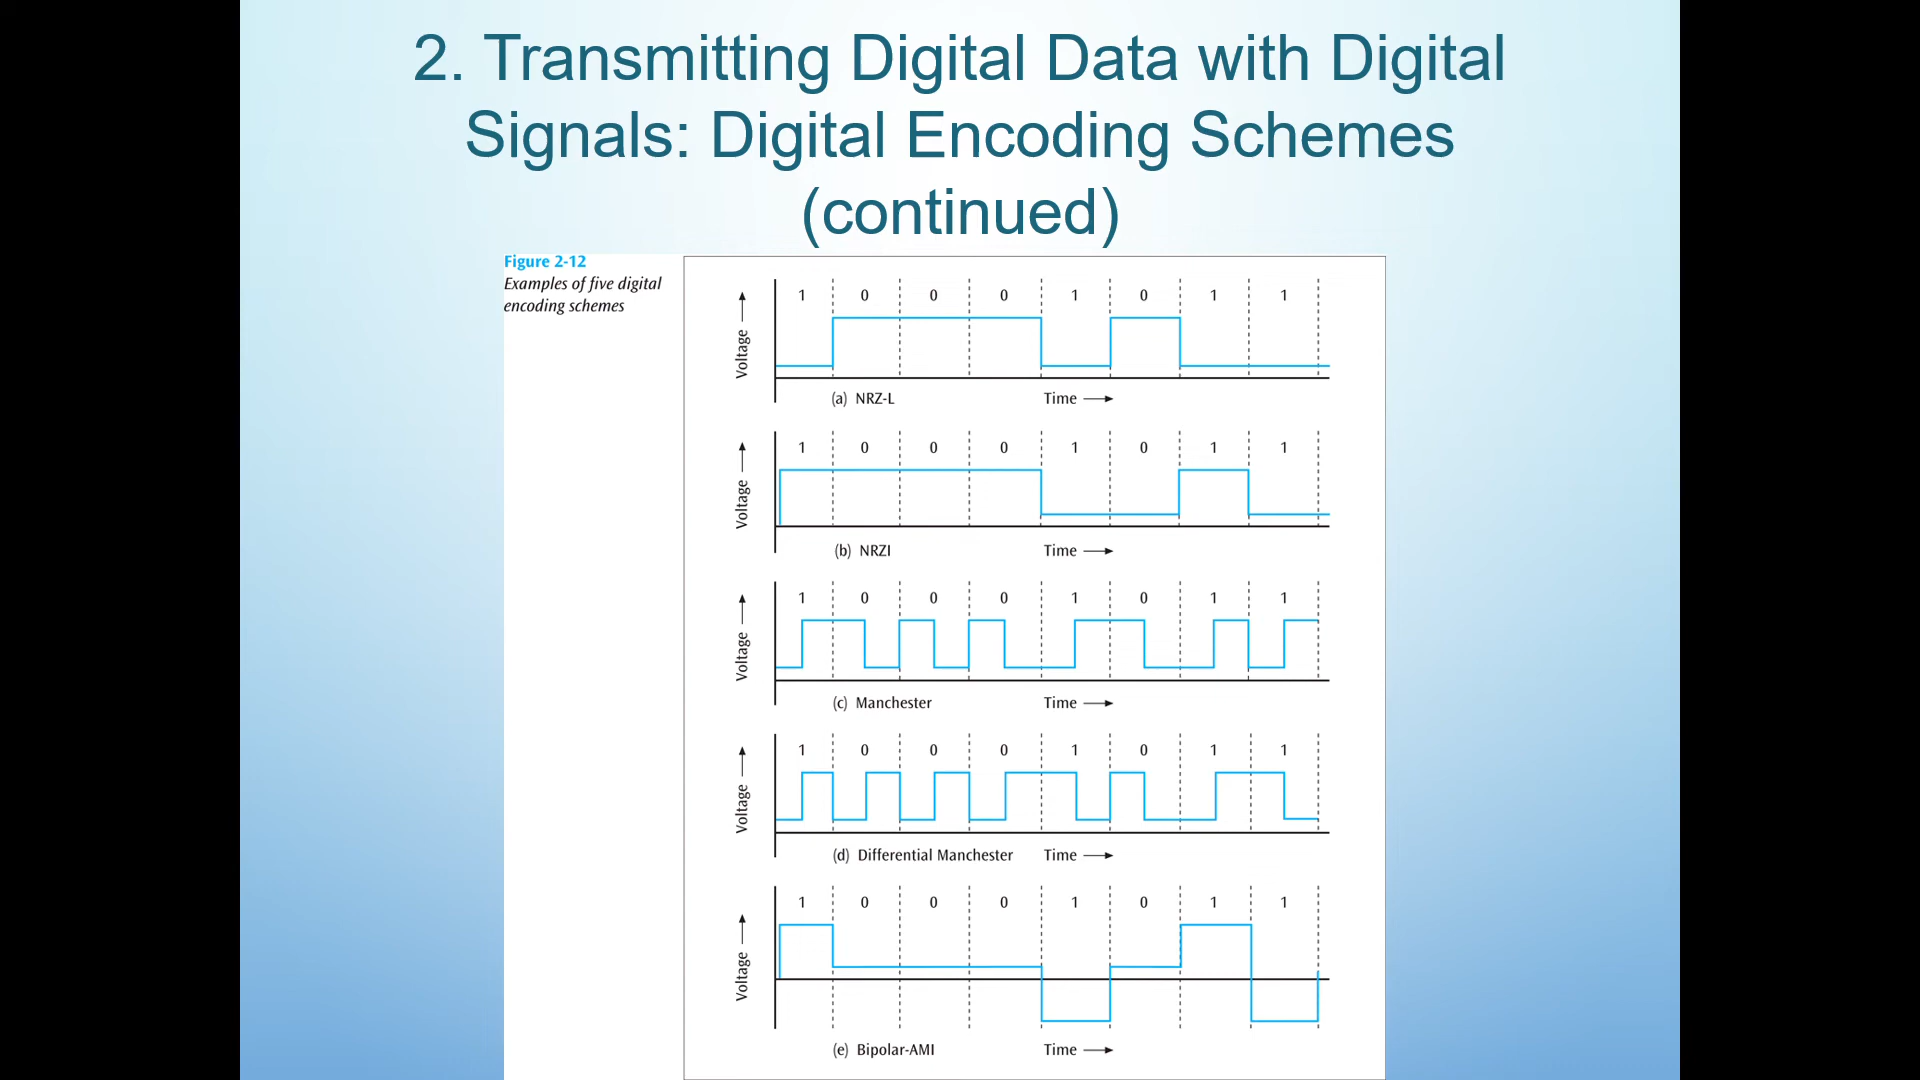 2. Transmitting Digital Data with Digital
Signals: Digital Encoding Schemes
(continued)
Figure 2-12
Examples of five digital
encoding schemes
1 0 0 0 1 0 1 1
Voltage
(a) NRZ-L Time
1 0 0 0 1 0 1 1
Voltage
(b) NRZI Time
1 0 0 0 1 0 1 1
Voltage
(c) Manchester Time
1 0 0 0 1 0 1 1
Voltage
(d) Differential Manchester Time
1 0 0 0 1 0 1 1
Voltage
(e) Bipolar-AMI Time